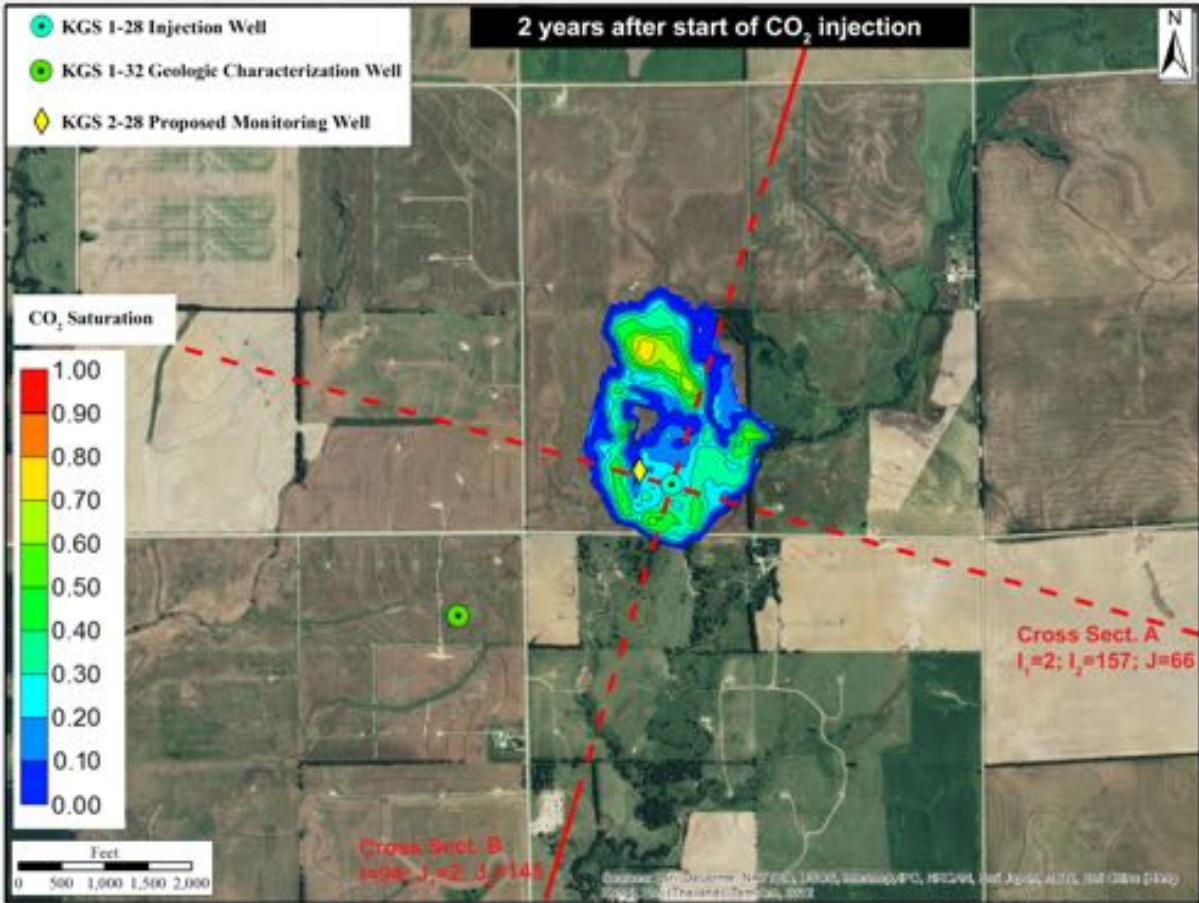 KGS 1-28 Injection Well
KGS 1-32 Geologic Characterization Well
KGS 2-28 Proposed Monitoring Well
2 years after start of CO₂ injection
N
CO₂ Saturation
1.00
0.90
0.80
0.70
0.60
0.50
0.40
0.30
0.20
0.10
0.00
Cross Sect. A
I₁=2; I₂=157; J=66
Cross Sect. B
Feet
0 500 1,000 1,500 2,000